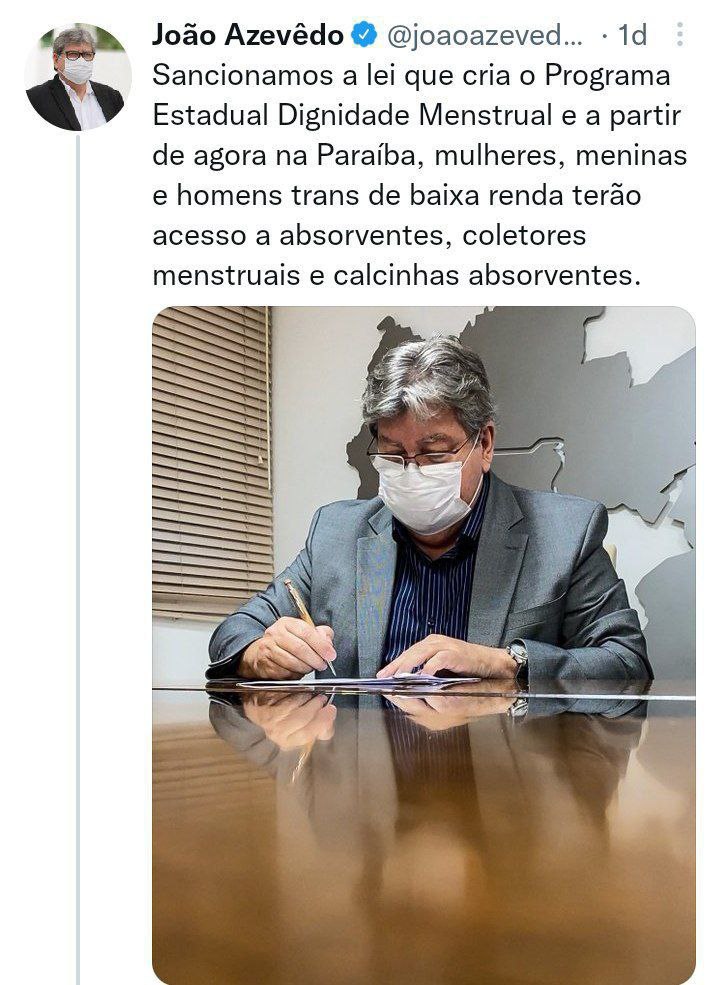 João Azevêdo @joaoazeved... · 1d
Sancionamos a lei que cria o Programa
Estadual Dignidade Menstrual e a partir
de agora na Paraíba, mulheres, meninas
e homens trans de baixa renda terão
acesso a absorventes, coletores
menstruais e calcinhas absorventes.